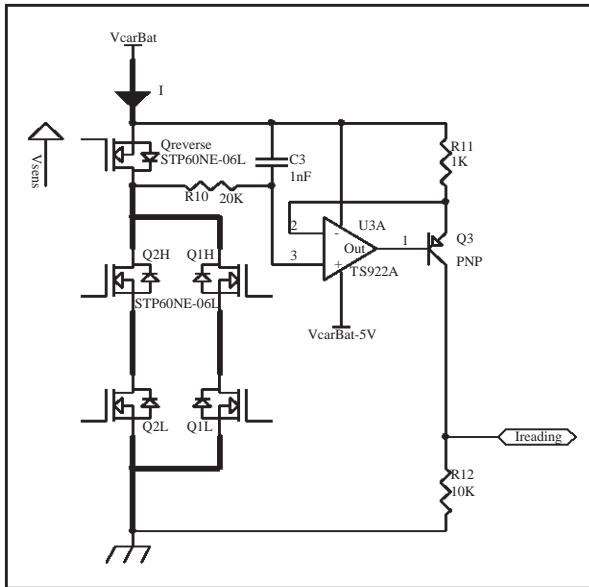 VcarBat
I
Vsens
Qreverse
STP60NE-06L
C3
1nF
R11
1K
R10
20K
2
U3A
-
Out
1
Q3
3
+
TS922A
PNP
Q2H
Q1H
STP60NE-06L
VcarBat-5V
Q2L
Q1L
Ireading
R12
10K